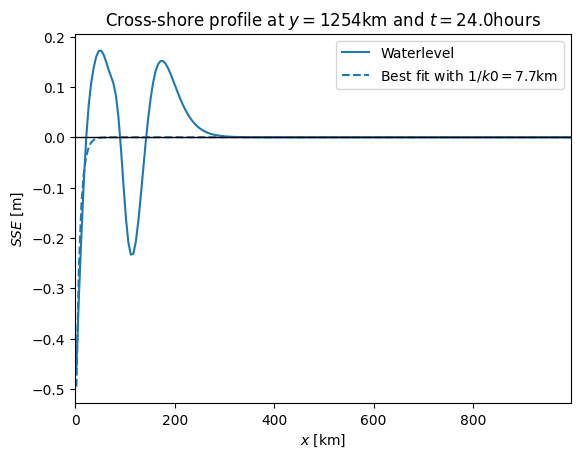 Cross-shore profile at y = 1254km and t = 24.0hours
Waterlevel
Best fit with 1/k0 = 7.7km
SSE [m]
0.2
0.1
0.0
−0.1
−0.2
−0.3
−0.4
−0.5
0 200 400 600 800
x [km]